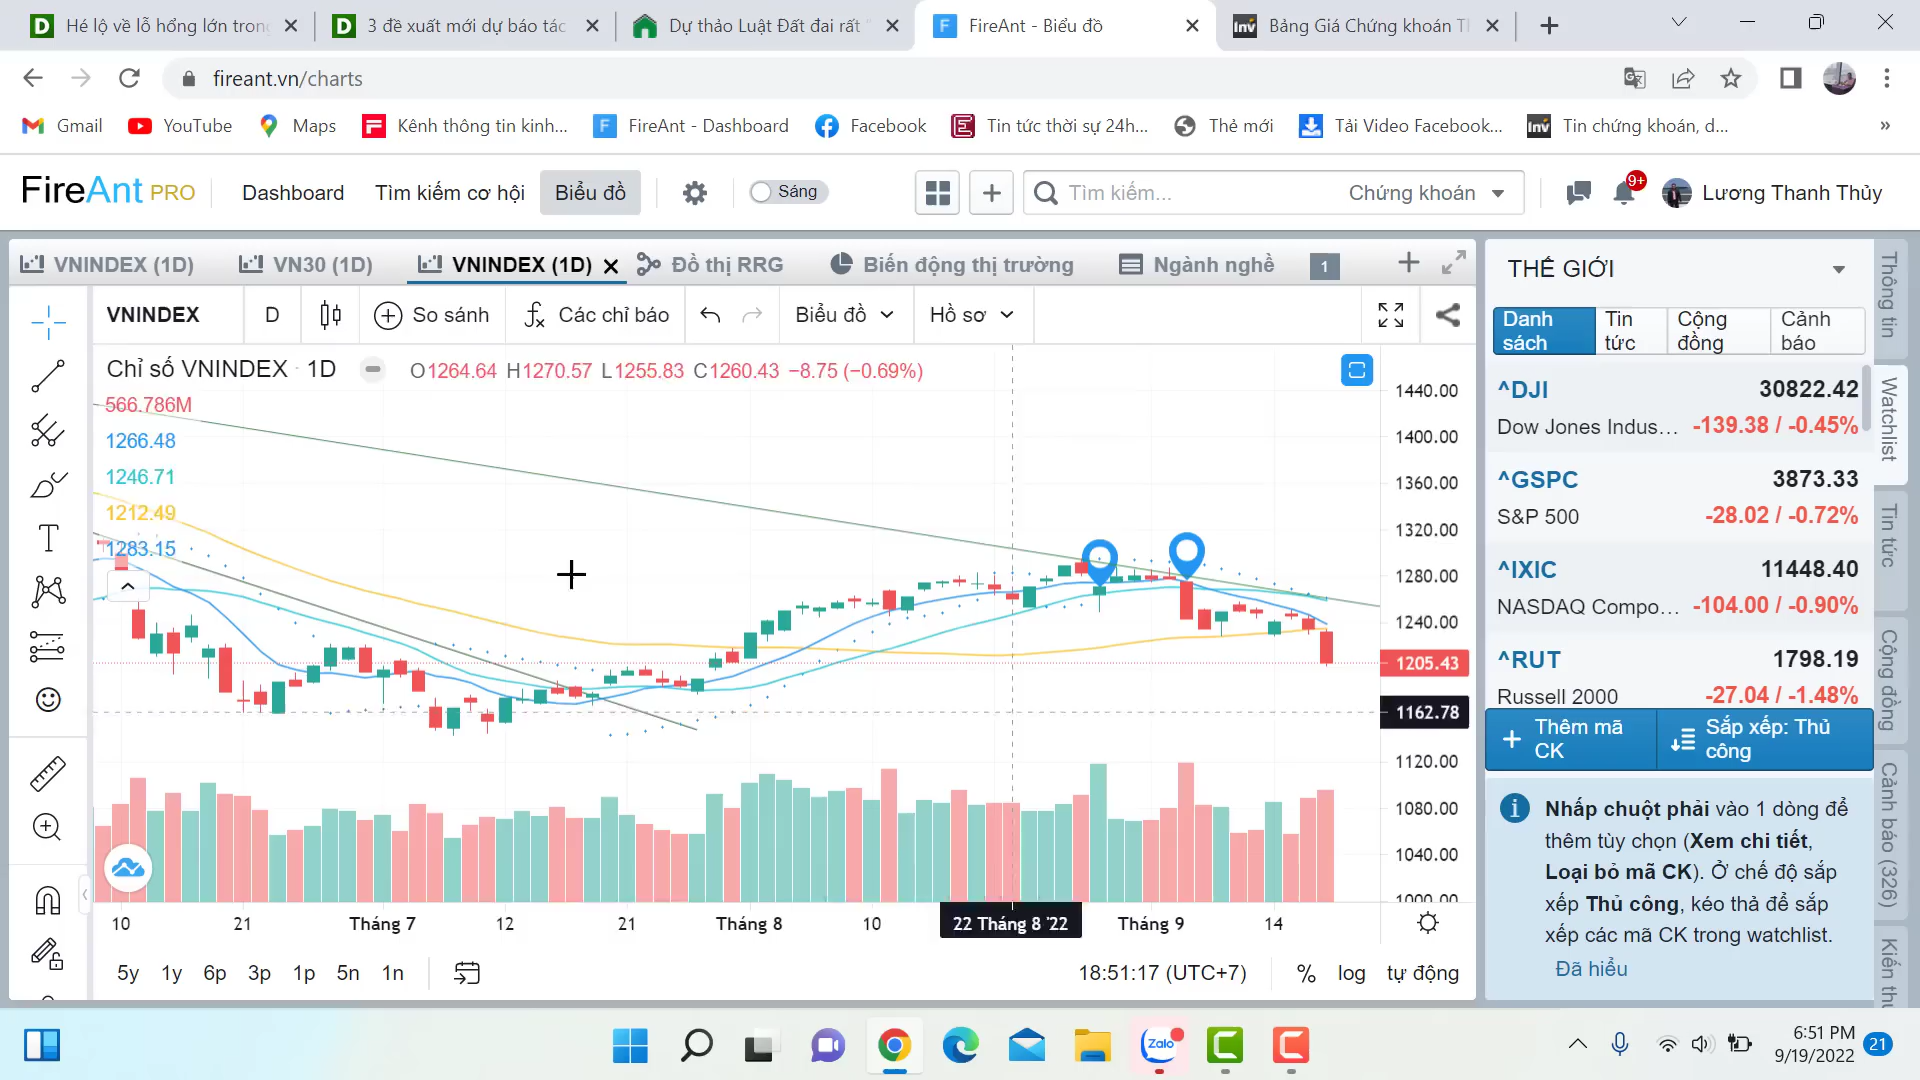 Hé lộ về lỗ hổng lớn trong
3 đề xuất mới dự báo tác
Dự thảo Luật Đất đai rất "
FireAnt - Biểu đồ
Inv
Bảng Giá Chứng khoán
fireant.vn/charts
Gmail
YouTube
Maps
Kênh thông tin kinh...
FireAnt - Dashboard
Facebook
Tin tức thời sự 24h...
Thẻ mới
Tải Video Facebook...
Inv
Tin chứng khoán, d...
»
FireAnt PRO
Dashboard
Tìm kiếm cơ hội
Biểu đồ
Sáng
Tìm kiếm...
Chứng khoán
9+
Lương Thanh Thủy
VNINDEX (1D)
VN30 (1D)
VNINDEX (1D)
Đồ thị RRG
Biến động thị trường
Ngành nghề
1
VNINDEX
D
So sánh
Các chỉ báo
Biểu đồ
Hồ sơ
Chỉ số VNINDEX · 1D
O1264.64 H1270.57 L1255.83 C1260.43 −8.75 (−0.69%)
566.786M
1266.48
1246.71
1212.49
1283.15
1440.00
1400.00
1360.00
1320.00
1280.00
1240.00
1205.43
1162.78
1120.00
1080.00
1040.00
1000.00
10
21
Tháng 7
12
21
Tháng 8
10
22 Tháng 8 '22
Tháng 9
14
5y
1y
6p
3p
1p
5n
1n
18:51:17 (UTC+7)
%
log
tự động
THẾ GIỚI
Danh sách
Tin tức
Cộng đồng
Cảnh báo
^DJI
30822.42
Dow Jones Indus...
-139.38 / -0.45%
^GSPC
3873.33
S&P 500
-28.02 / -0.72%
^IXIC
11448.40
NASDAQ Compo...
-104.00 / -0.90%
^RUT
1798.19
Russell 2000
-27.04 / -1.48%
Thêm mã CK
Sắp xếp: Thủ công
Nhấp chuột phải vào 1 dòng để
thêm tùy chọn (Xem chi tiết,
Loại bỏ mã CK). Ở chế độ sắp
xếp Thủ công, kéo thả để sắp
xếp các mã CK trong watchlist.
Đã hiểu
Thông tin
Watchlist
Tin tức
Cộng đồng
Cảnh báo (326)
Kiến
Zalo
6:51 PM
9/19/2022
21